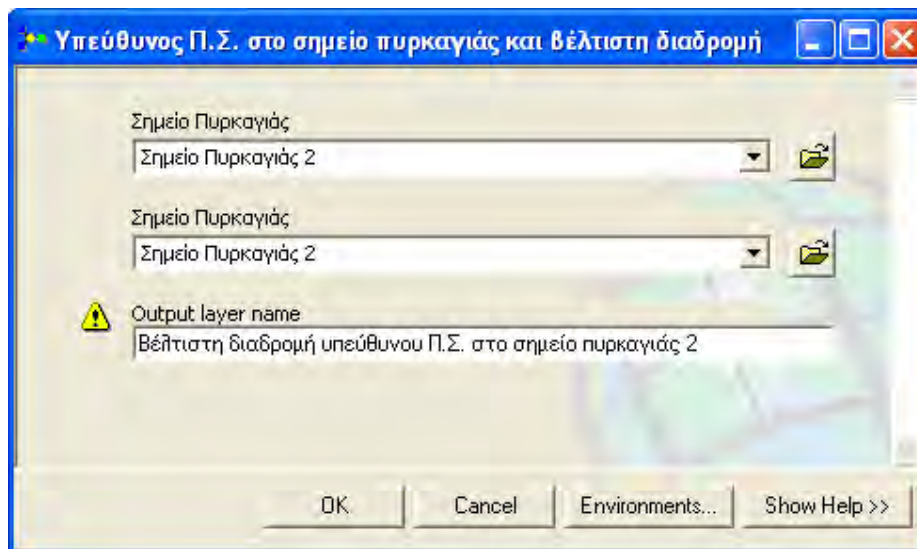 Υπεύθυνος Π.Σ. στο σημείο πυρκαγιάς και βέλτιστη διαδρομή
Σημείο Πυρκαγιάς
Σημείο Πυρκαγιάς 2
Σημείο Πυρκαγιάς
Σημείο Πυρκαγιάς 2
Output layer name
Βέλτιστη διαδρομή υπεύθυνου Π.Σ. στο σημείο πυρκαγιάς 2
OK Cancel Environments... Show Help >>